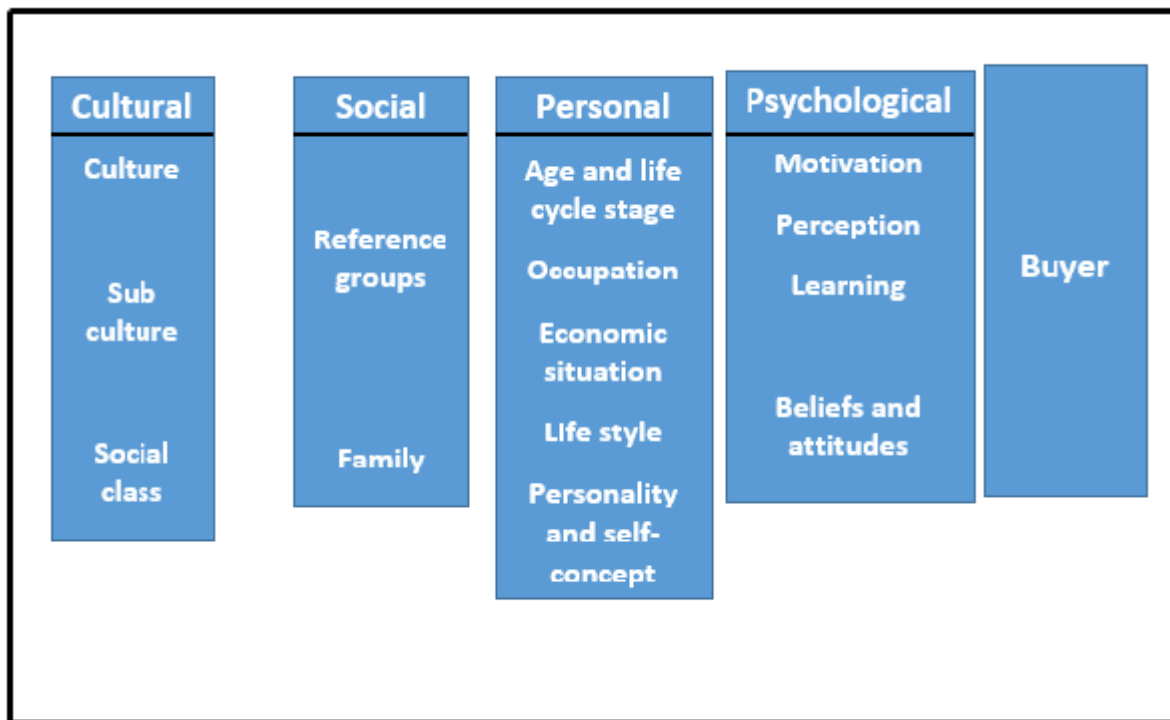 Cultural
Culture
Sub
culture
Social
class
Social
Reference
groups
Family
Personal
Age and life
cycle stage
Occupation
Economic
situation
Life style
Personality
and self-
concept
Psychological
Motivation
Perception
Learning
Beliefs and
attitudes
Buyer